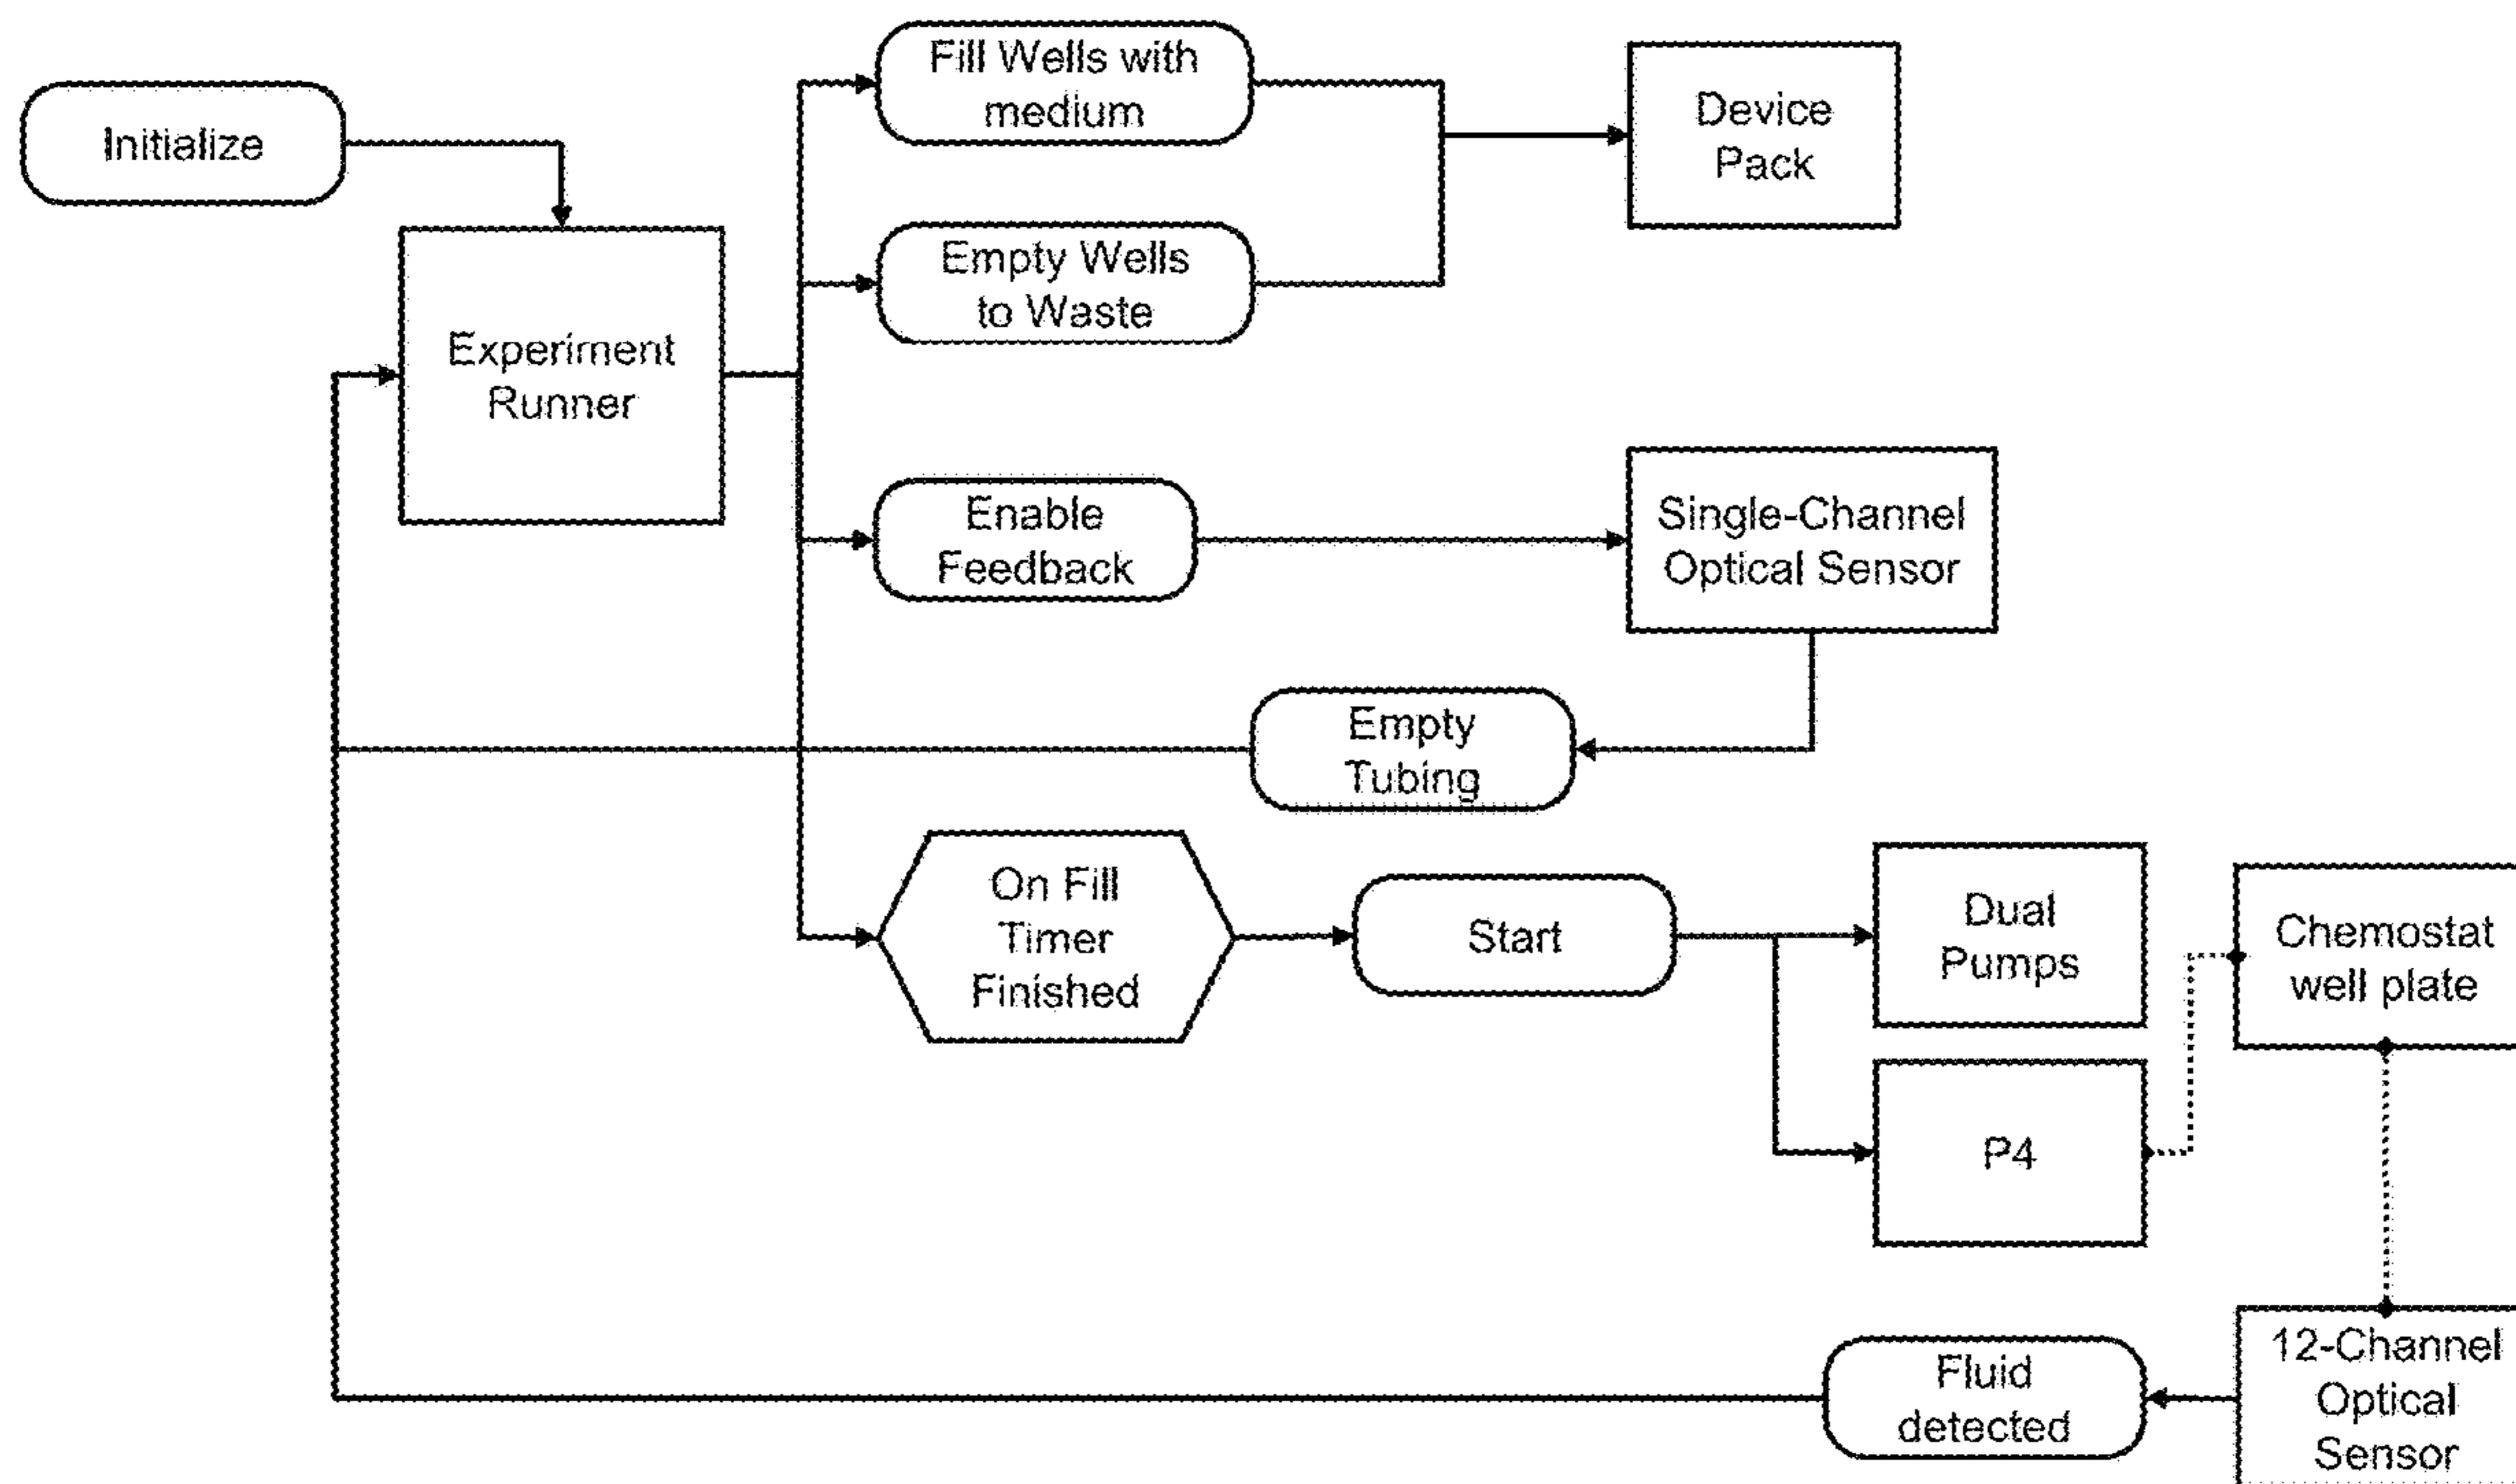 Initialize
Experiment
Runner
Fill Wells with
medium
Empty Wells
to Waste
Device
Pack
Enable
Feedback
Single-Channel
Optical Sensor
Empty
Tubing
On Fill
Timer
Finished
Start
Dual
Pumps
P4
Chemostat
well plate
12-Channel
Optical
Sensor
Fluid
detected